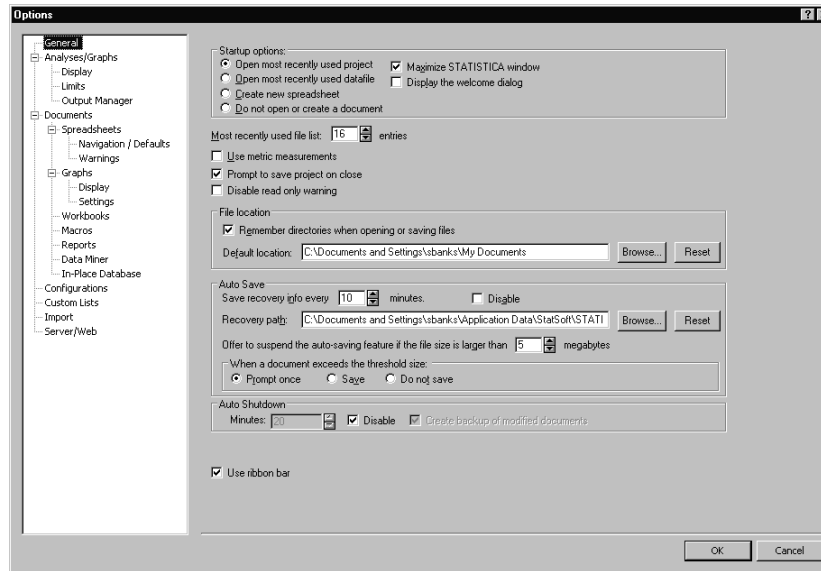 Options
General
Analyses/Graphs
Display
Limits
Output Manager
Documents
Spreadsheets
Navigation / Defaults
Warnings
Graphs
Display
Settings
Workbooks
Macros
Reports
Data Miner
In-Place Database
Configurations
Custom Lists
Import
Server/Web
Startup options:
Open most recently used project
Maximize STATISTICA window
Open most recently used datafile
Display the welcome dialog
Create new spreadsheet
Do not open or create a document
Most recently used file list: 16 entries
Use metric measurements
Prompt to save project on close
Disable read only warning
File location
Remember directories when opening or saving files
Default location: C:\Documents and Settings\sbanks\My Documents Browse... Reset
Auto Save
Save recovery info every 10 minutes. Disable
Recovery path: C:\Documents and Settings\sbanks\Application Data\StatSoft\STATI Browse... Reset
Offer to suspend the auto-saving feature if the file size is larger than 5 megabytes
When a document exceeds the threshold size:
Prompt once Save Do not save
Auto Shutdown
Minutes: 20 Disable Create backup of modified documents
Use ribbon bar
OK Cancel